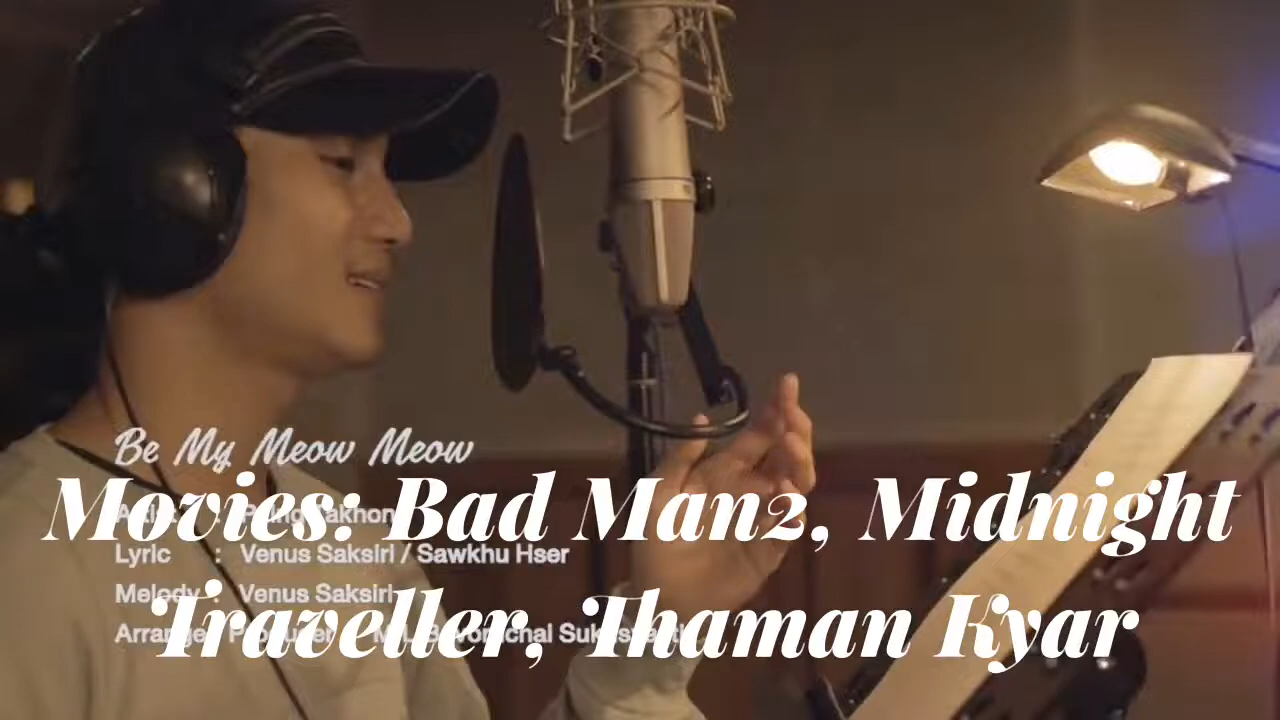 Be My Meow Meow
Movies: Bad Man2, Midnight
Lyric : Venus Saksiri / Sawkhu Hser
Melody : Venus Saksiri
Traveller, Thaman Kyar